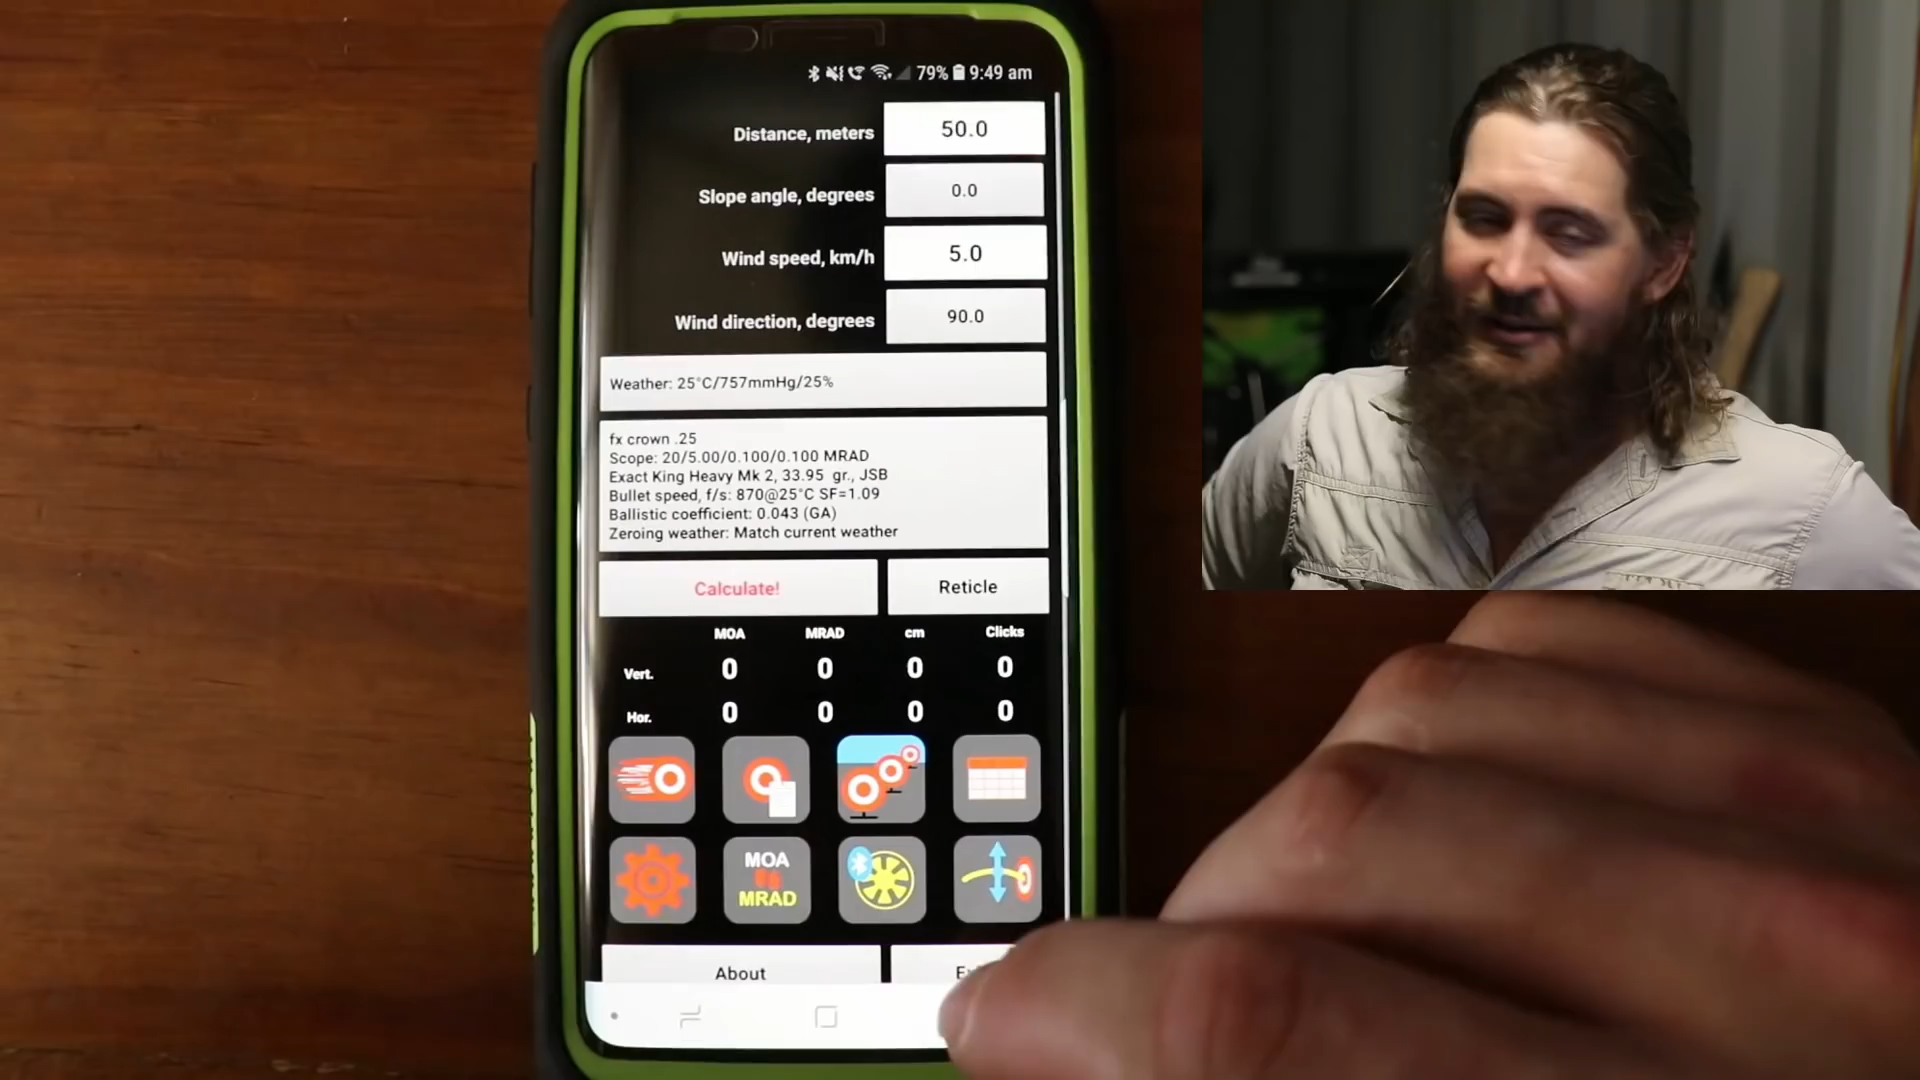 79% 9:49 am
Distance, meters 50.0
Slope angle, degrees 0.0
Wind speed, km/h 5.0
Wind direction, degrees 90.0
Weather: 25°C/757mmHg/25%
fx crown .25
Scope: 20/5.00/0.100/0.100 MRAD
Exact King Heavy Mk 2, 33.95 gr., JSB
Bullet speed, f/s: 870@25°C SF=1.09
Ballistic coefficient: 0.043 (GA)
Zeroing weather: Match current weather
Calculate! Reticle
MOA MRAD cm Clicks
Vert. 0 0 0 0
Hor. 0 0 0 0
MOA
MRAD
About